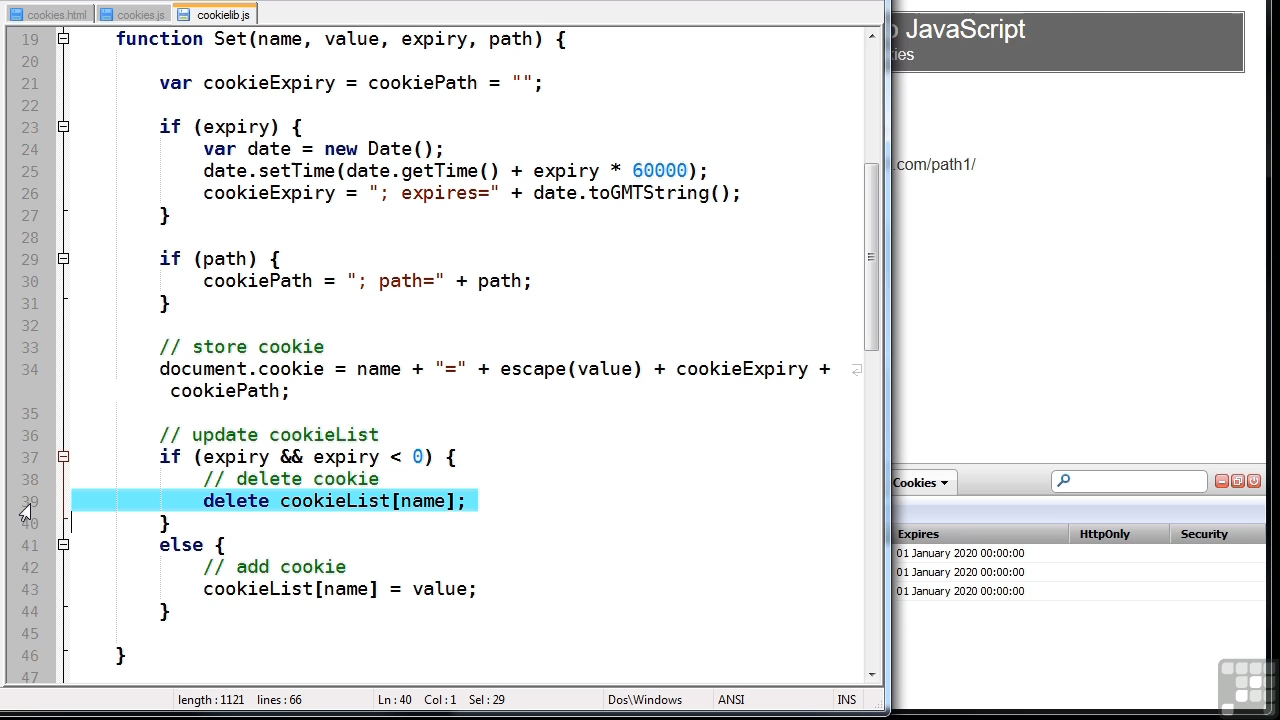 cookies.html cookies.js cookielib.js
19 function Set(name, value, expiry, path) {
20
21 var cookieExpiry = cookiePath = "";
22
23 if (expiry) {
24 var date = new Date();
25 date.setTime(date.getTime() + expiry * 60000);
26 cookieExpiry = "; expires=" + date.toGMTString();
27 }
28
29 if (path) {
30 cookiePath = "; path=" + path;
31 }
32
33 // store cookie
34 document.cookie = name + "=" + escape(value) + cookieExpiry +
cookiePath;
35
36 // update cookieList
37 if (expiry && expiry < 0) {
38 // delete cookie
39 delete cookieList[name];
40 }
41 else {
42 // add cookie
43 cookieList[name] = value;
44 }
45
46 }
47
length : 1121 lines : 66 Ln : 40 Col : 1 Sel : 29 Dos\Windows ANSI INS
JavaScript
ies
.com/path1/
Cookies
Expires HttpOnly Security
01 January 2020 00:00:00
01 January 2020 00:00:00
01 January 2020 00:00:00